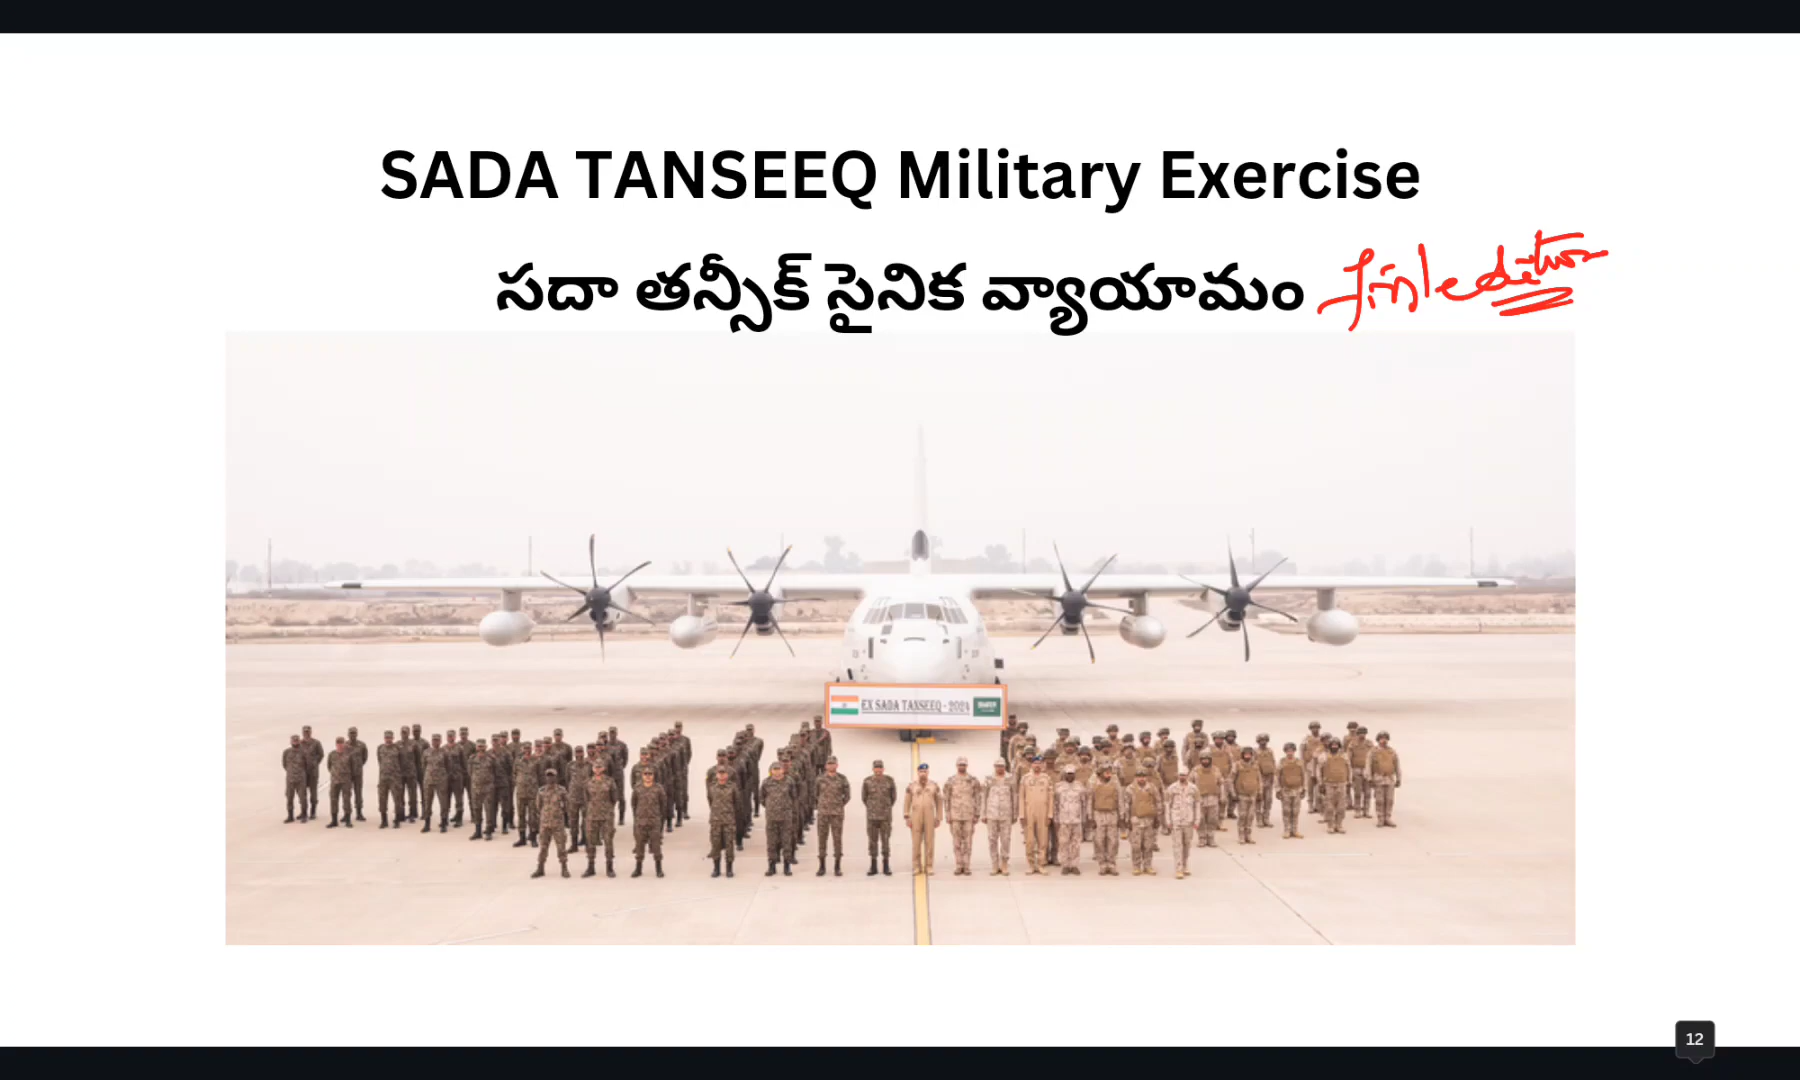 SADA TANSEEQ Military Exercise
సదా తన్సీక్ సైనిక వ్యాయామం
EX SADA TANSEEQ - 2024
12